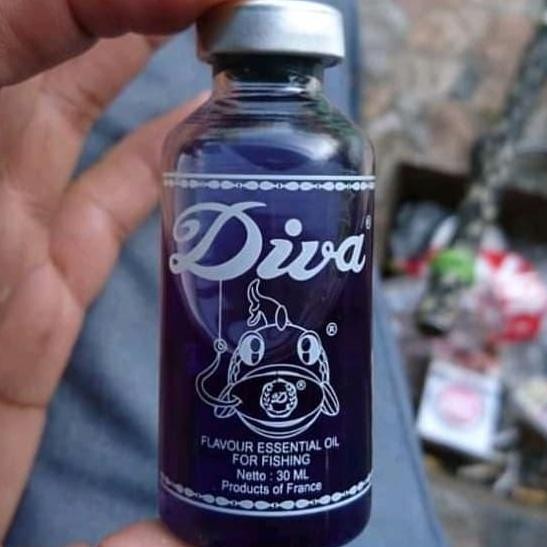 Diva®
®
D®
FLAVOUR ESSENTIAL OIL
FOR FISHING
Netto : 30 ML
Products of France